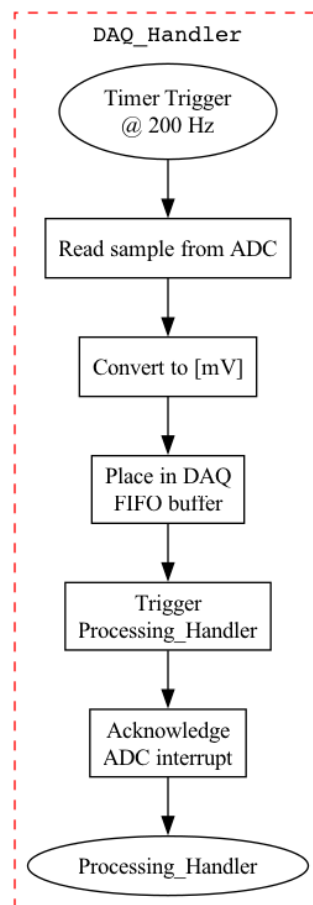 DAQ_Handler
Timer Trigger
@ 200 Hz
Read sample from ADC
Convert to [mV]
Place in DAQ
FIFO buffer
Trigger
Processing_Handler
Acknowledge
ADC interrupt
Processing_Handler